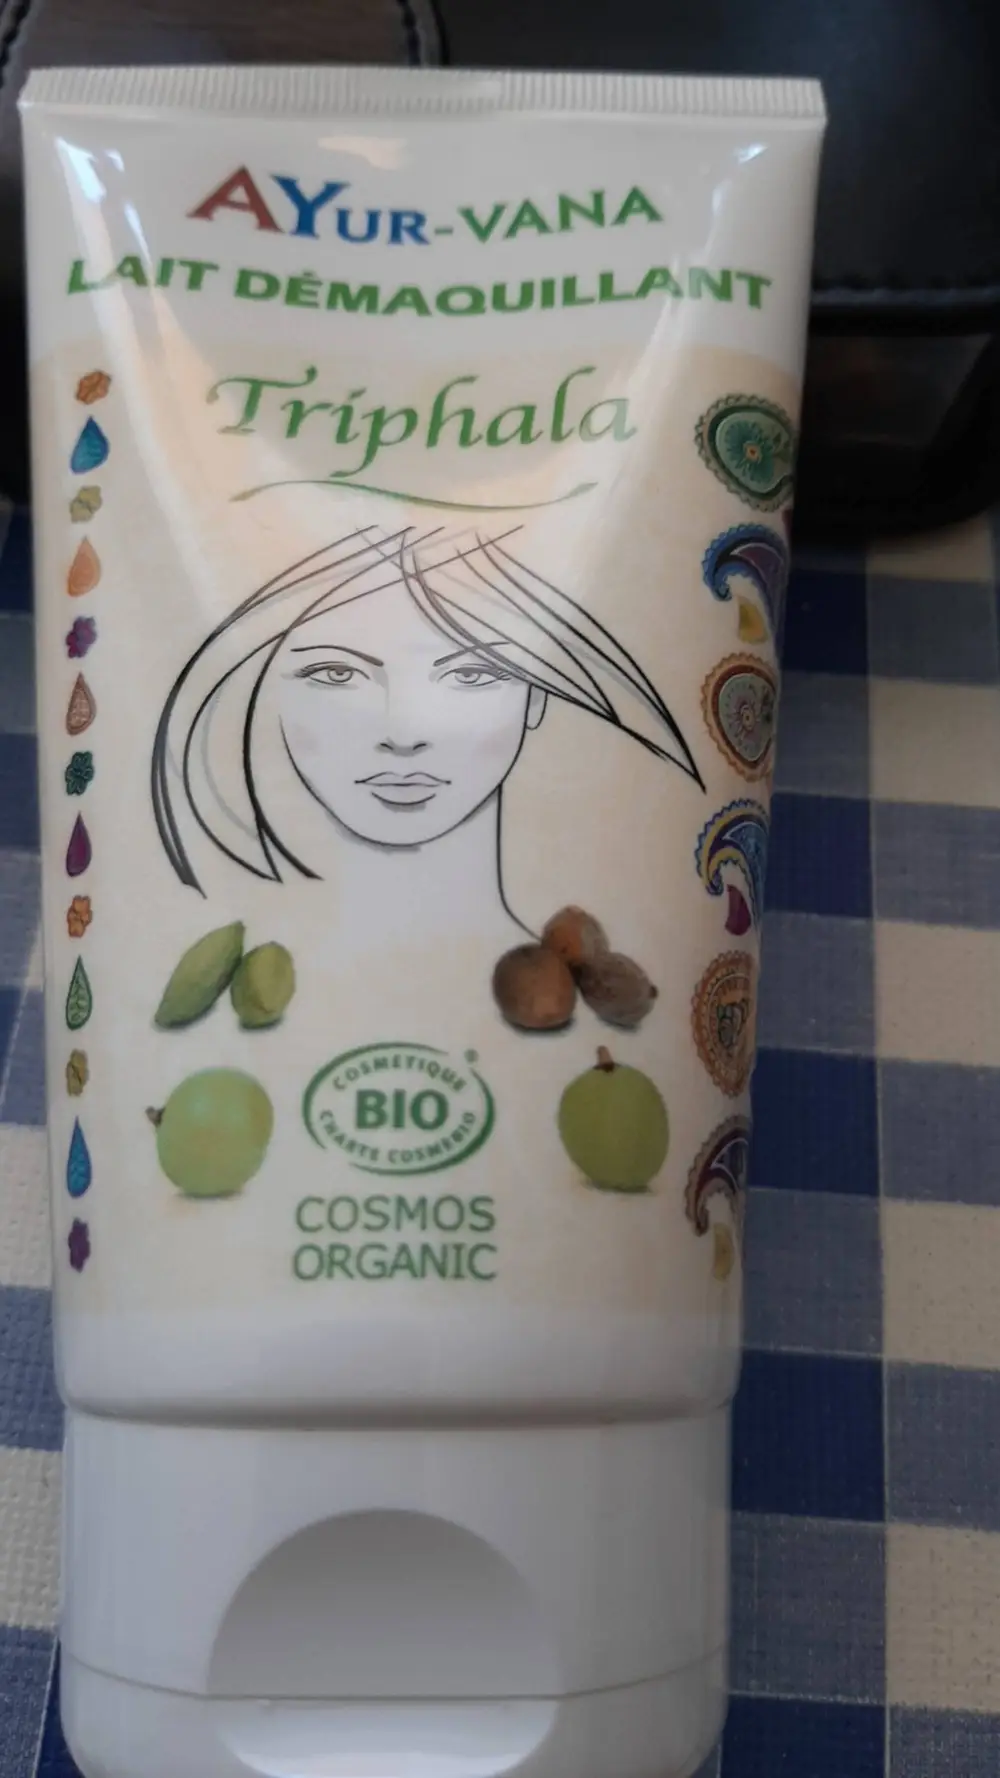 AYUR-VANA
LAIT DÉMAQUILLANT
Triphala
COSMETIQUE
®
BIO
CHARTE COSMEBIO
COSMOS
ORGANIC